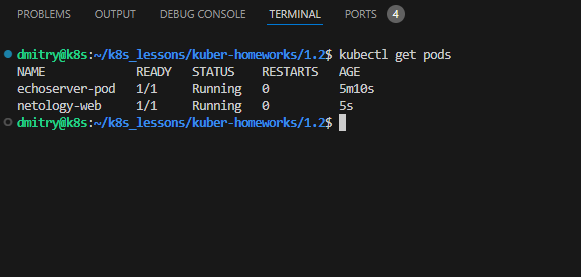 PROBLEMS OUTPUT DEBUG CONSOLE TERMINAL PORTS 4
dmitry@k8s:~/k8s_lessons/kuber-homeworks/1.2$ kubectl get pods
NAME READY STATUS RESTARTS AGE
echoserver-pod 1/1 Running 0 5m10s
netology-web 1/1 Running 0 5s
dmitry@k8s:~/k8s_lessons/kuber-homeworks/1.2$